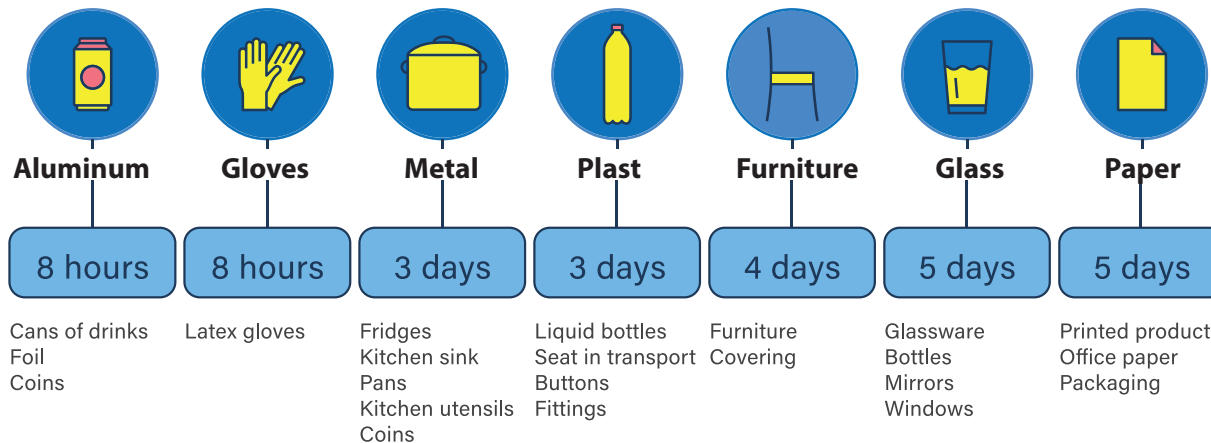 Aluminum
Gloves
Metal
Plast
Furniture
Glass
Paper
8 hours
8 hours
3 days
3 days
4 days
5 days
5 days
Cans of drinks
Foil
Coins
Latex gloves
Fridges
Kitchen sink
Pans
Kitchen utensils
Coins
Liquid bottles
Seat in transport
Buttons
Fittings
Furniture
Covering
Glassware
Bottles
Mirrors
Windows
Printed product
Office paper
Packaging